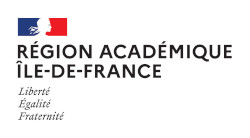 RÉGION ACADÉMIQUE
ÎLE-DE-FRANCE
Liberté
Égalité
Fraternité